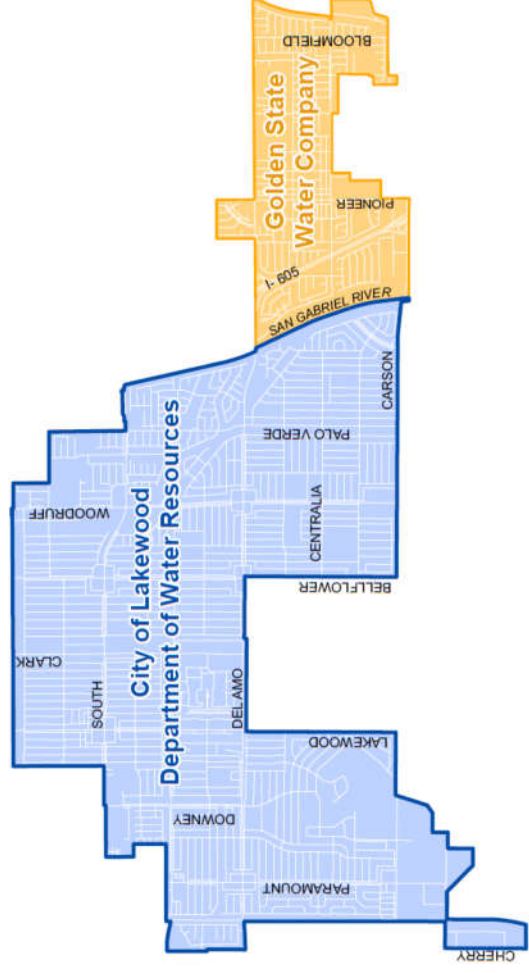 City of Lakewood
Department of Water Resources
Golden State
Water Company
CLARK
WOODRUFF
SOUTH
DOWNEY
DEL AMO
PARAMOUNT
LAKEWOOD
CHERRY
BELLFLOWER
CENTRALIA
PALO VERDE
CARSON
SAN GABRIEL RIVER
I- 605
PIONEER
BLOOMFIELD